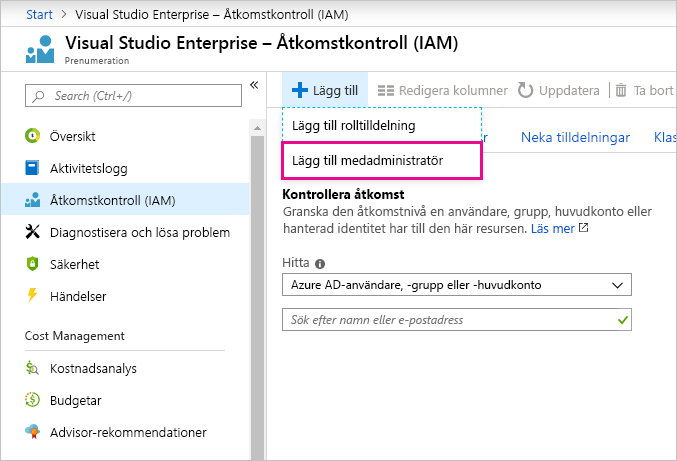 Start > Visual Studio Enterprise – Åtkomstkontroll (IAM)
Visual Studio Enterprise – Åtkomstkontroll (IAM)
Prenumeration
Search (Ctrl+/)
«
Översikt
Aktivitetslogg
Åtkomstkontroll (IAM)
Diagnostisera och lösa problem
Säkerhet
Händelser
Cost Management
Kostnadsanalys
Budgetar
Advisor-rekommendationer
Lägg till
Redigera kolumner
Uppdatera
Ta bort
Lägg till rolltilldelning
Lägg till medadministratör
Neka tilldelningar
Kontrollera åtkomst
Granska den åtkomstnivå en användare, grupp, huvudkonto eller
hanterad identitet har till den här resursen. Läs mer
Hitta
Azure AD-användare, -grupp eller -huvudkonto
Sök efter namn eller e-postadress